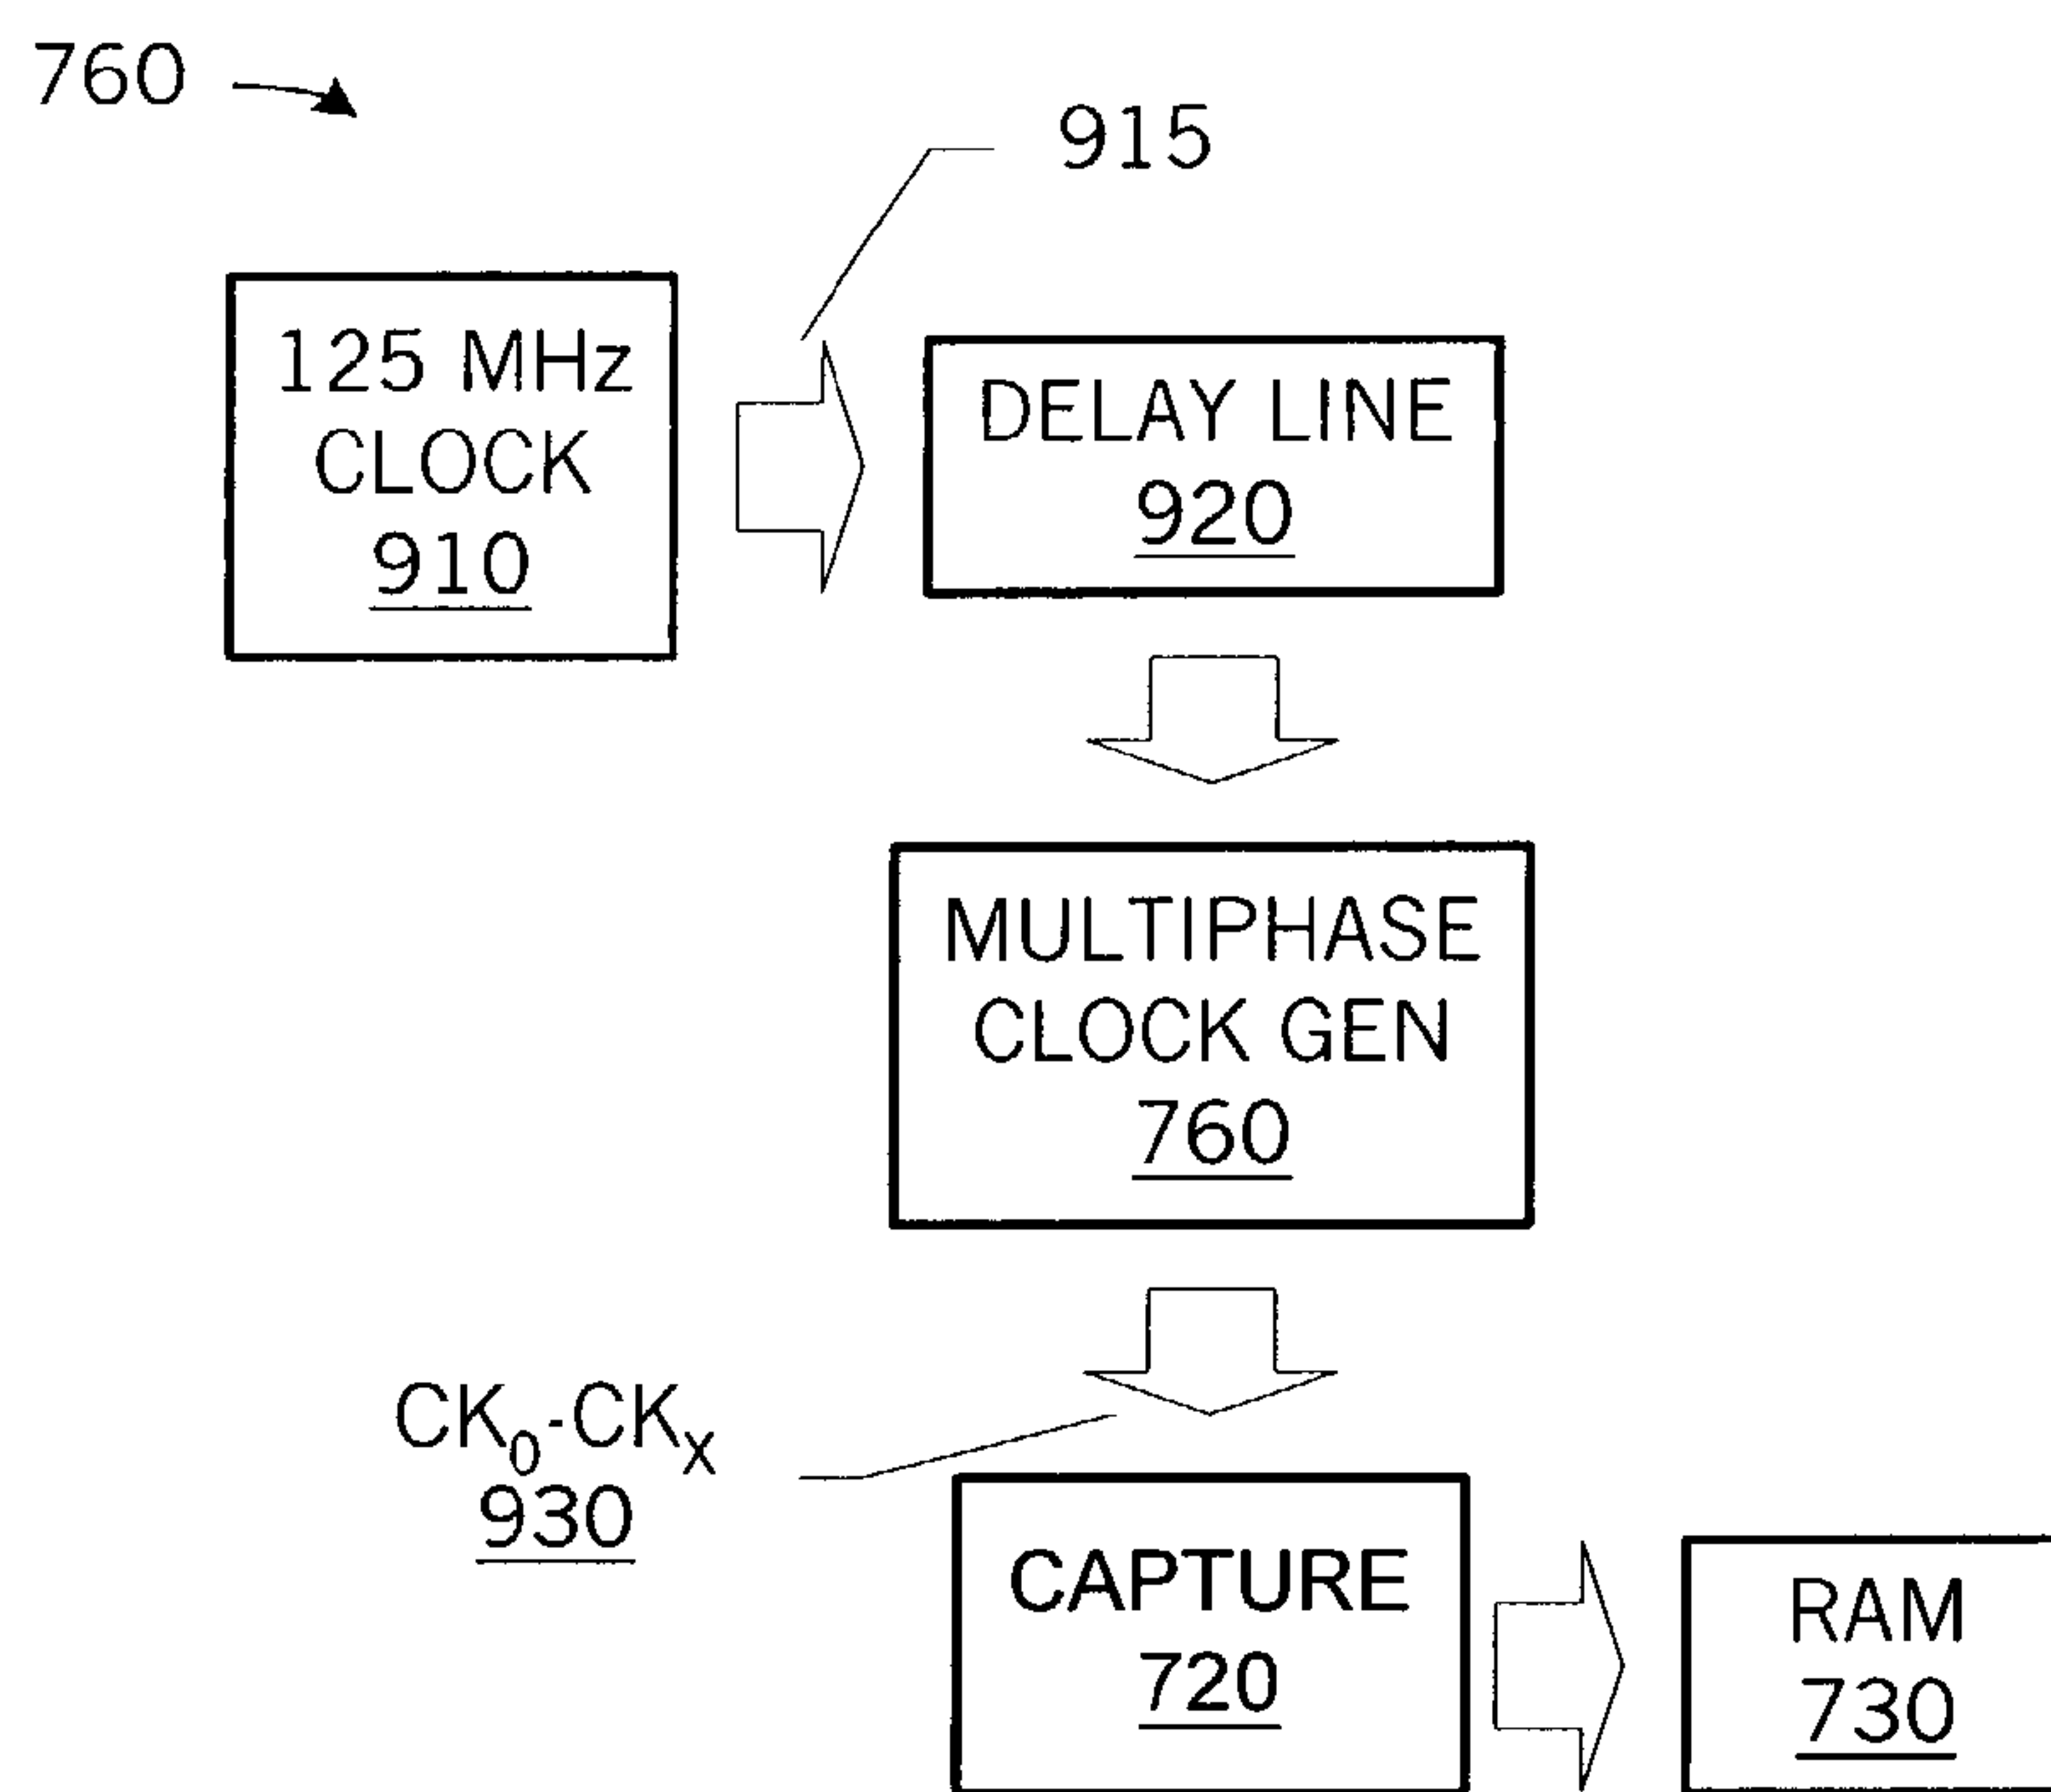 760
915
125 MHz
CLOCK
910
DELAY LINE
920
MULTIPHASE
CLOCK GEN
760
CK₀-CKₓ
930
CAPTURE
720
RAM
730